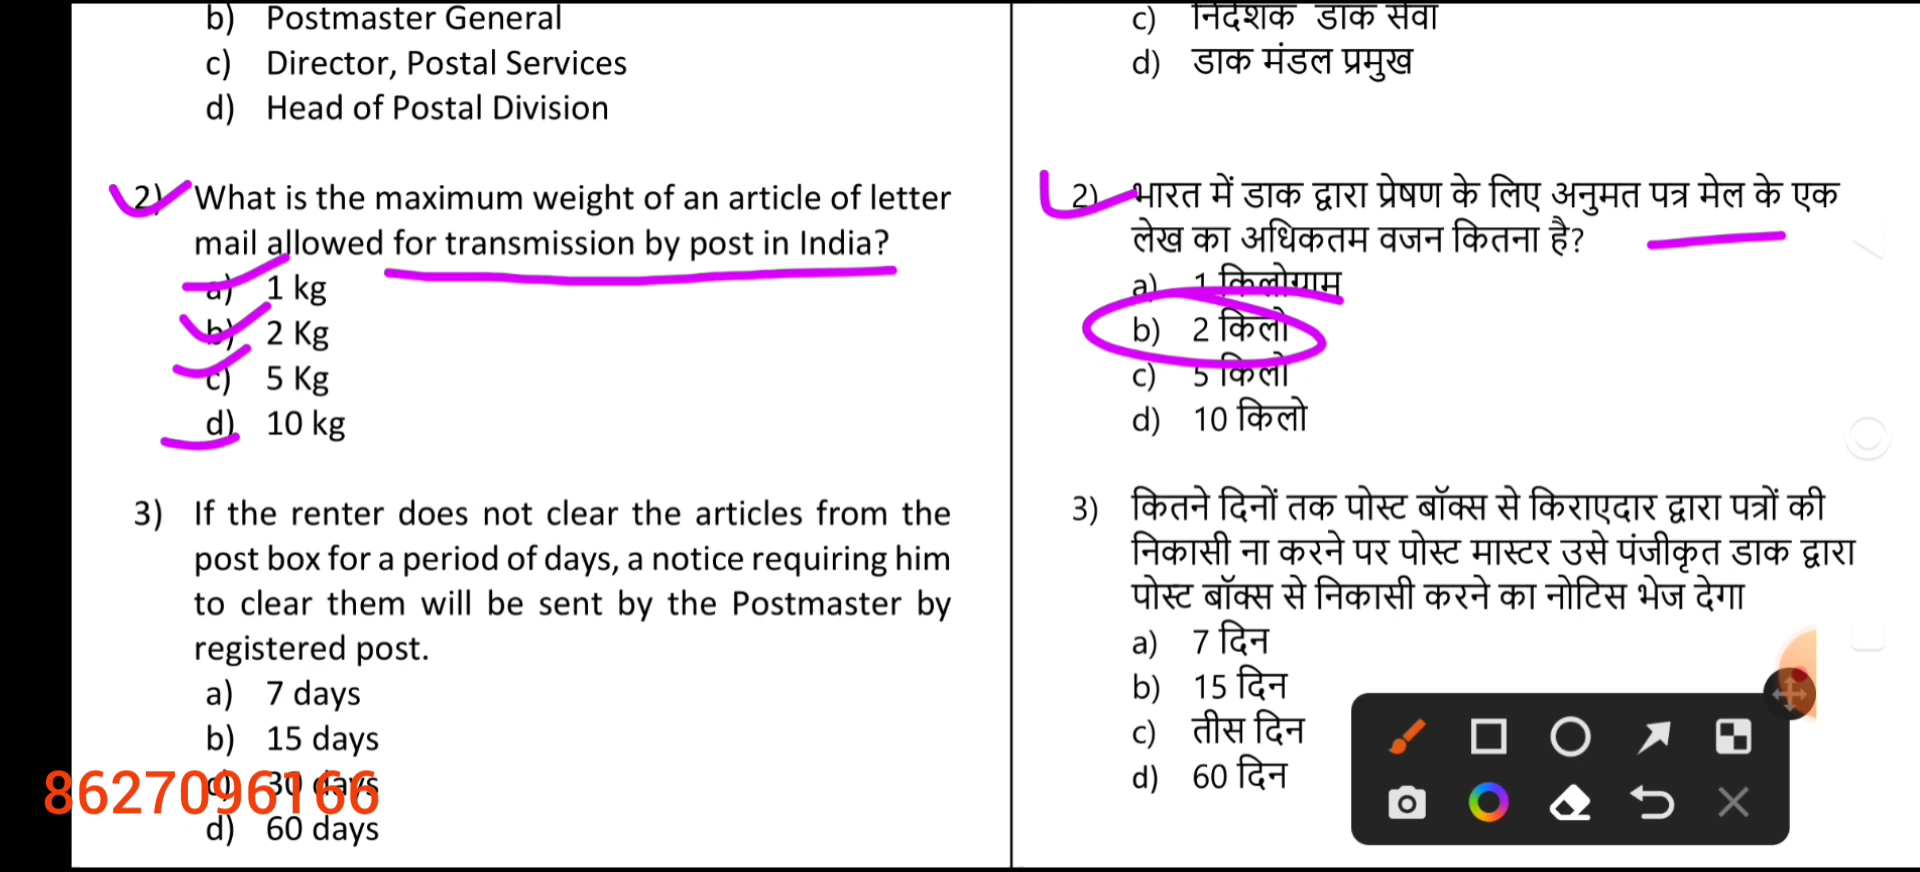 b) Postmaster General
c) Director, Postal Services
d) Head of Postal Division
2) What is the maximum weight of an article of letter
mail allowed for transmission by post in India?
a) 1 kg
b) 2 Kg
c) 5 Kg
d) 10 kg
3) If the renter does not clear the articles from the
post box for a period of days, a notice requiring him
to clear them will be sent by the Postmaster by
registered post.
a) 7 days
b) 15 days
c) 30 days
8627096166
d) 60 days
c) निदेशक डाक सेवा
d) डाक मंडल प्रमुख
2) भारत में डाक द्वारा प्रेषण के लिए अनुमत पत्र मेल के एक
लेख का अधिकतम वजन कितना है?
a) 1 किलोग्राम
b) 2 किलो
c) 5 किलो
d) 10 किलो
3) कितने दिनों तक पोस्ट बॉक्स से किराएदार द्वारा पत्रों की
निकासी ना करने पर पोस्ट मास्टर उसे पंजीकृत डाक द्वारा
पोस्ट बॉक्स से निकासी करने का नोटिस भेज देगा
a) 7 दिन
b) 15 दिन
c) तीस दिन
d) 60 दिन